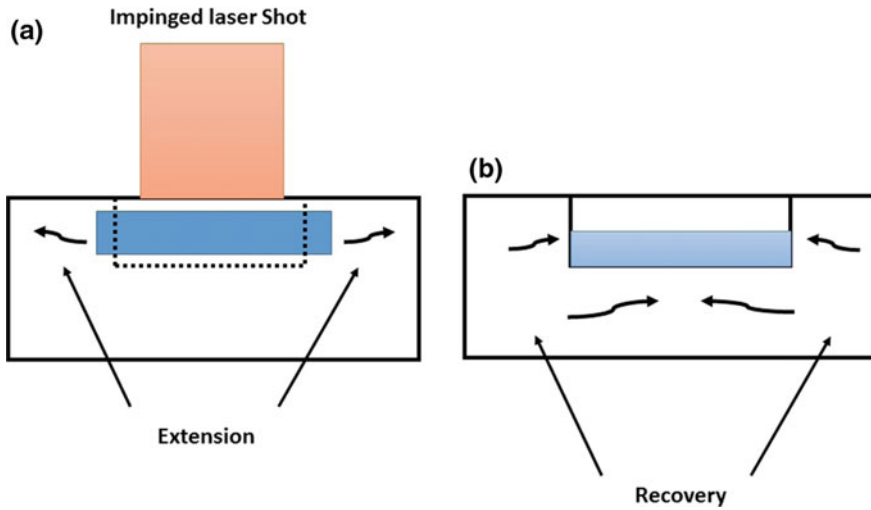 Impinged laser Shot
(a)
Extension
(b)
Recovery